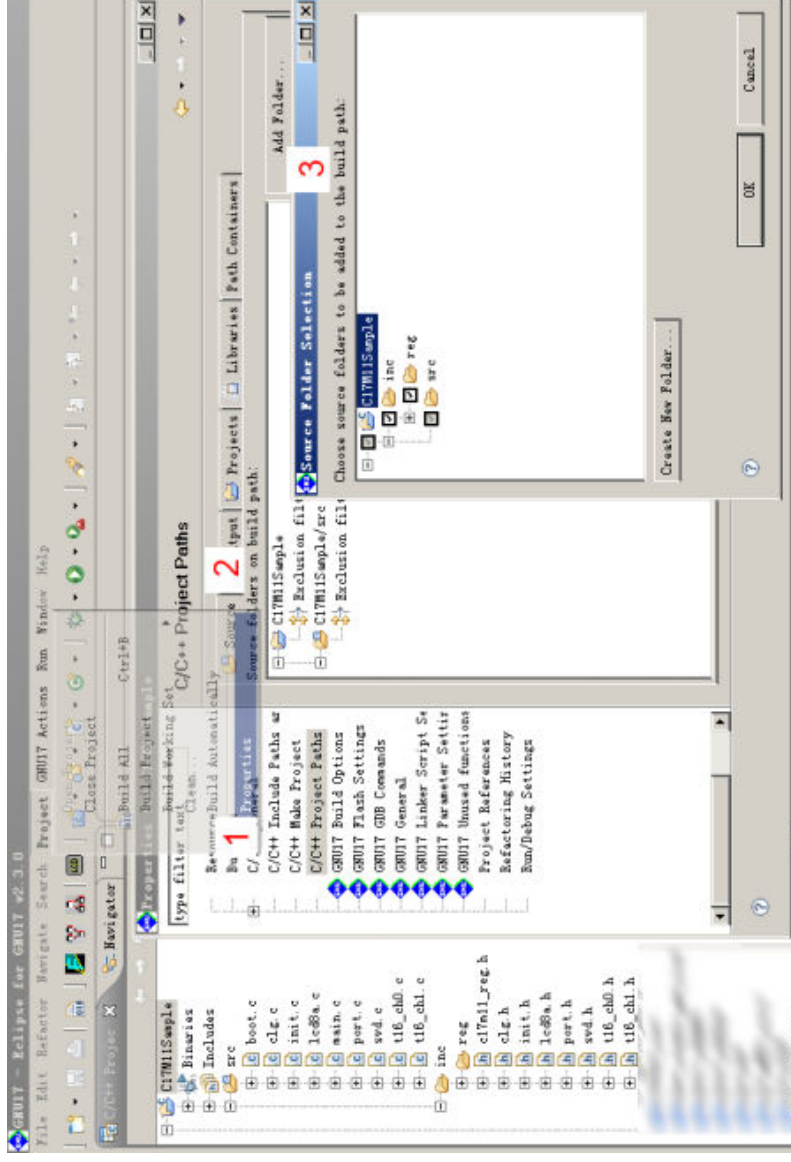 GNU17 - Eclipse for GNU17 v2.3.0
File Edit Refactor Navigate Search Project GNU17 Actions Run Window Help
C/C++ Projec
Navigator
C17M11Sample
Binaries
Includes
src
boot.c
clg.c
init.c
lcd8a.c
main.c
port.c
svd.c
t16_ch0.c
t16_ch1.c
inc
reg
c17m11_reg.h
clg.h
init.h
lcd8a.h
port.h
svd.h
t16_ch0.h
t16_ch1.h
Close Project
Build All Ctrl+B
Build Project
Build Working Set
Clean...
Build Automatically
Properties
1
Properties
type filter text
Resource
Bu
C/
C/C++ Include Paths ar
C/C++ Make Project
C/C++ Project Paths
GNU17 Build Options
GNU17 Flash Settings
GNU17 GDB Commands
GNU17 General
GNU17 Linker Script Se
GNU17 Parameter Settir
GNU17 Unused functions
Project References
Refactoring History
Run/Debug Settings
C/C++ Project Paths
2
Source
tput
Projects
Libraries
Path Containers
Source folders on build path:
C17M11Sample
Exclusion filt
C17M11Sample/src
Exclusion filt
Add Folder...
3
Source Folder Selection
Choose source folders to be added to the build path:
C17M11Sample
inc
reg
src
Create New Folder...
OK
Cancel